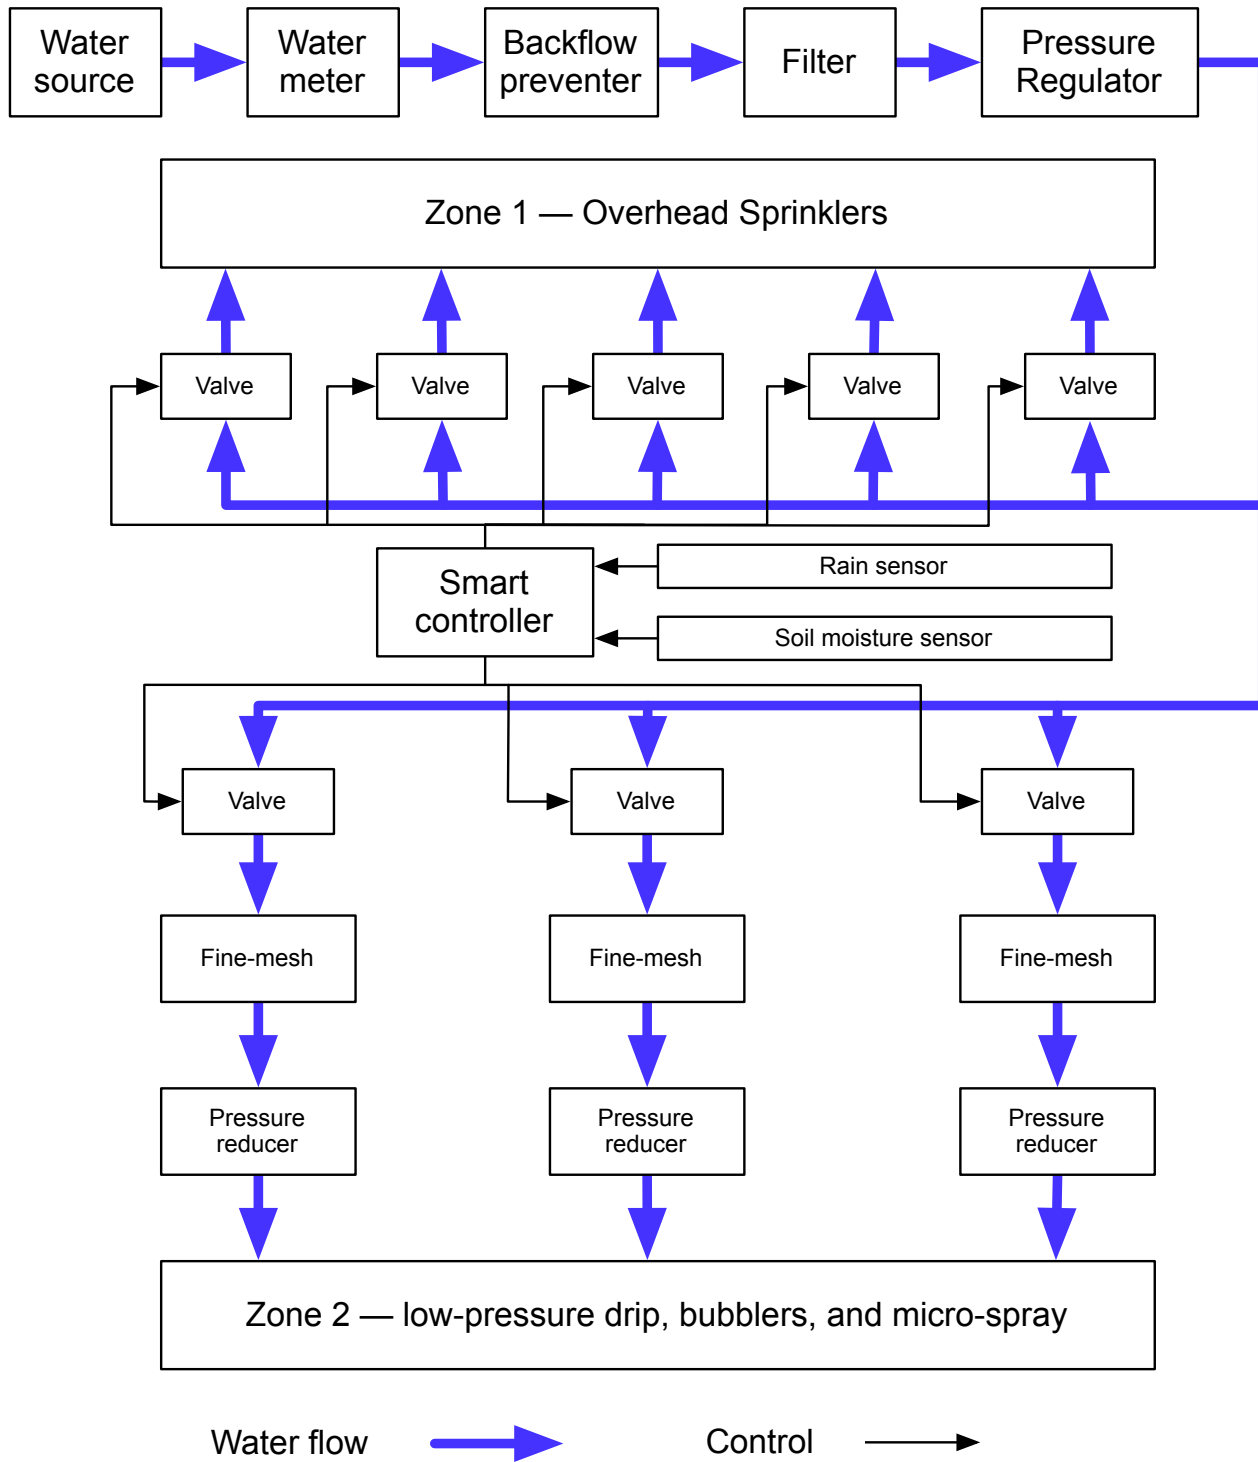 Water
source
Water
meter
Backflow
preventer
Filter
Pressure
Regulator
Zone 1 — Overhead Sprinklers
Valve
Valve
Valve
Valve
Valve
Smart
controller
Rain sensor
Soil moisture sensor
Valve
Valve
Valve
Fine-mesh
Fine-mesh
Fine-mesh
Pressure
reducer
Pressure
reducer
Pressure
reducer
Zone 2 — low-pressure drip, bubblers, and micro-spray
Water flow
Control